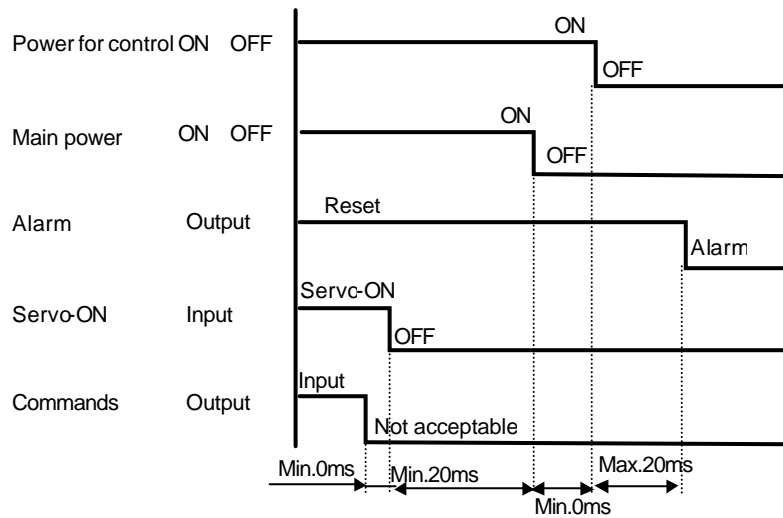 ON
Power for control ON OFF
OFF
ON
Main power ON OFF
OFF
Reset
Alarm Output
Alarm
Servo-ON
Servo-ON Input
OFF
Input
Commands Output
Not acceptable
Min.0ms
Min.20ms
Max.20ms
Min.0ms